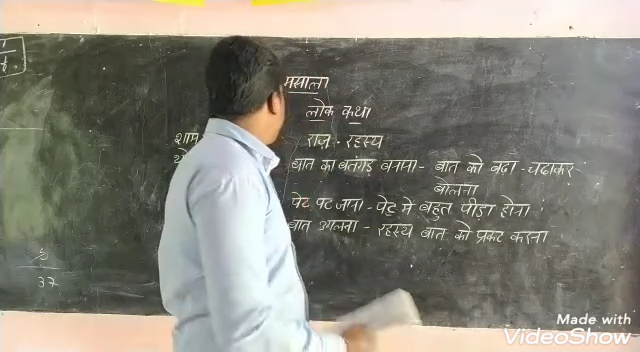 मसाला
लोक कथा
शाम
राज़ - रहस्य
बात का बतंगड़ बनाना - बात को बढ़ा - चढ़ाकर
बोलना
पेट फट जाना - पेट में बहुत पीड़ा होना
बात उगलना - रहस्य बात को प्रकट करना
37
Made with
VideoShow